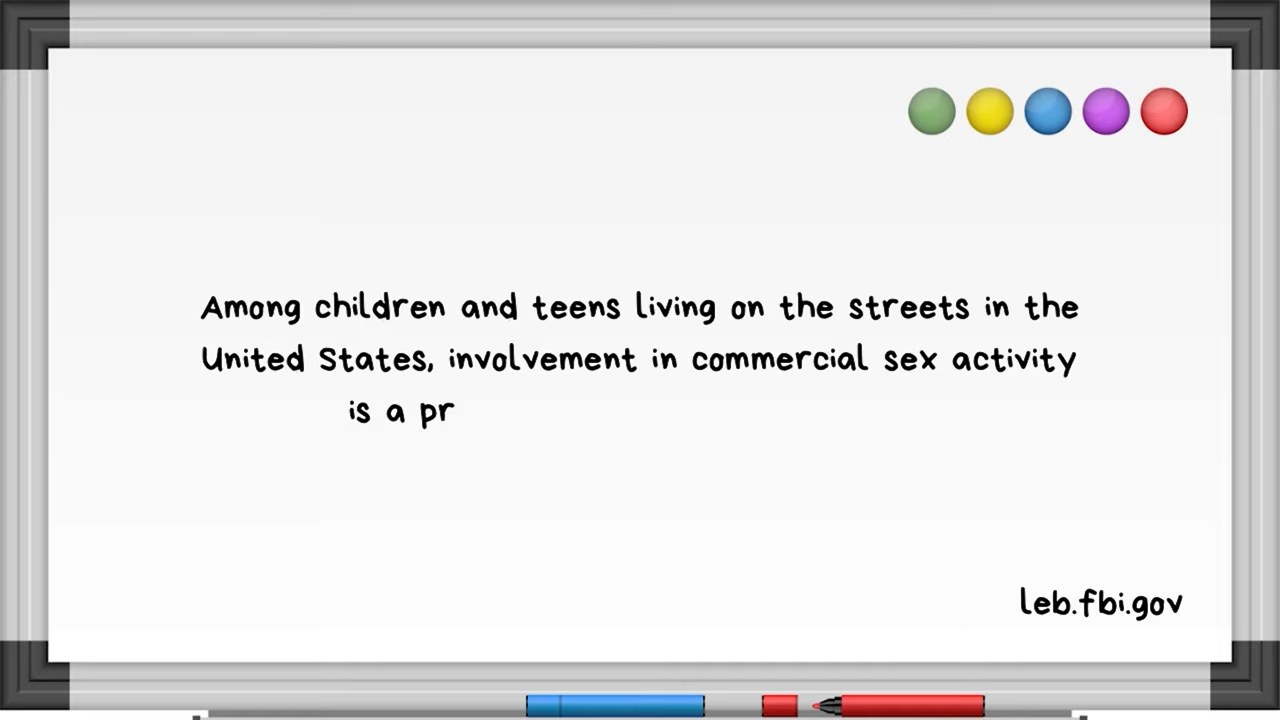 Among children and teens living on the streets in the
United States, involvement in commercial sex activity
is a pr
leb.fbi.gov